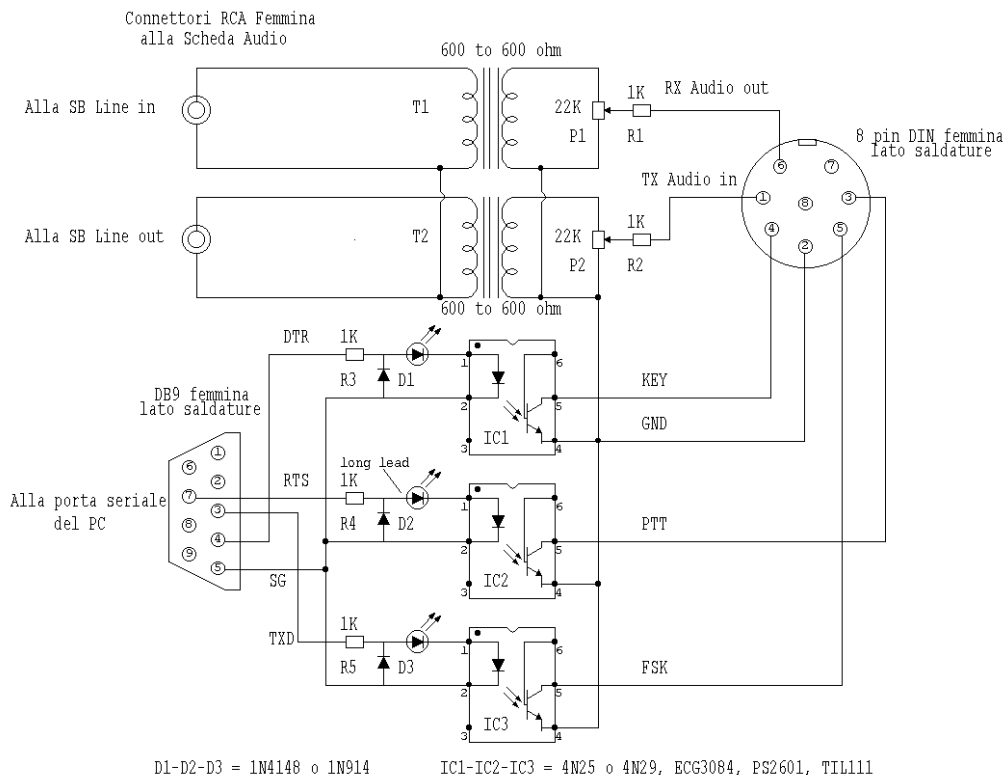 Connettori RCA Femmina
alla Scheda Audio
600 to 600 ohm
Alla SB Line in
T1
22K
P1
1K
R1
RX Audio out
8 pin DIN femmina
lato saldature
6
7
1
8
3
4
5
2
TX Audio in
Alla SB Line out
T2
22K
P2
1K
R2
600 to 600 ohm
DTR
1K
R3
D1
1
2
3
IC1
6
5
4
KEY
GND
DB9 femmina
lato saldature
1
6
2
7
3
8
4
9
5
Alla porta seriale
del PC
long lead
RTS
1K
R4
D2
1
2
3
IC2
6
5
4
PTT
SG
TXD
1K
R5
D3
1
2
3
IC3
6
5
4
FSK
D1-D2-D3 = 1N4148 o 1N914
IC1-IC2-IC3 = 4N25 o 4N29, ECG3084, PS2601, TIL111